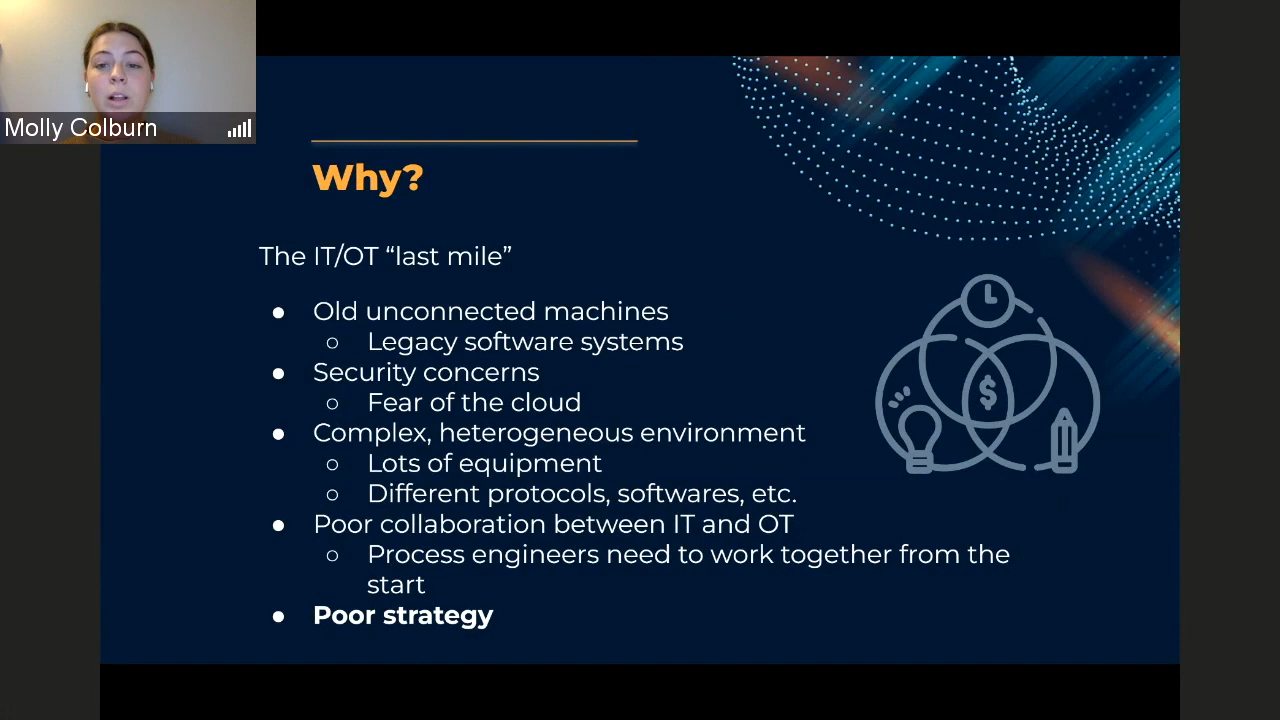 Molly Colburn
Why?
The IT/OT “last mile”
● Old unconnected machines
○ Legacy software systems
● Security concerns
○ Fear of the cloud
● Complex, heterogeneous environment
○ Lots of equipment
○ Different protocols, softwares, etc.
● Poor collaboration between IT and OT
○ Process engineers need to work together from the
start
● Poor strategy
$